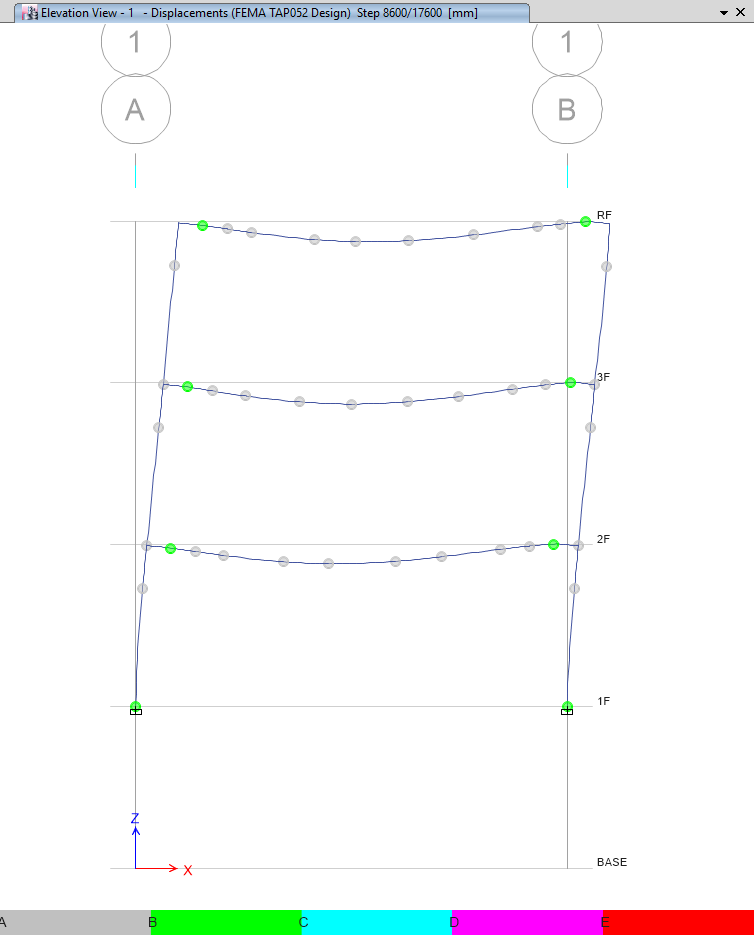 Elevation View - 1 - Displacements (FEMA TAP052 Design) Step 8600/17600 [mm]
1 1
A B
RF
3F
2F
1F
Z
X
BASE
A B C D E